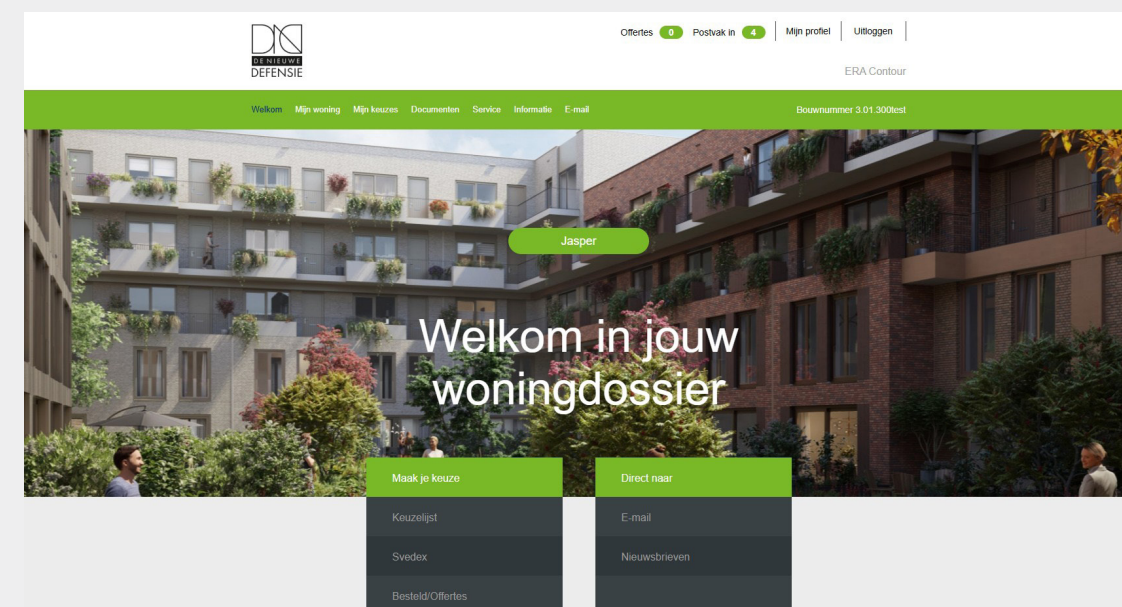 DE NIEUWE
DEFENSIE
Offertes 0 Postvak in 4 Mijn profiel Uitloggen
ERA Contour
Welkom Mijn woning Mijn keuzes Documenten Service Informatie E-mail
Bouwnummer 3.01.300test
Jasper
Welkom in jouw
woningdossier
Maak je keuze
Keuzelijst
Svedex
Besteld/Offertes
Direct naar
E-mail
Nieuwsbrieven